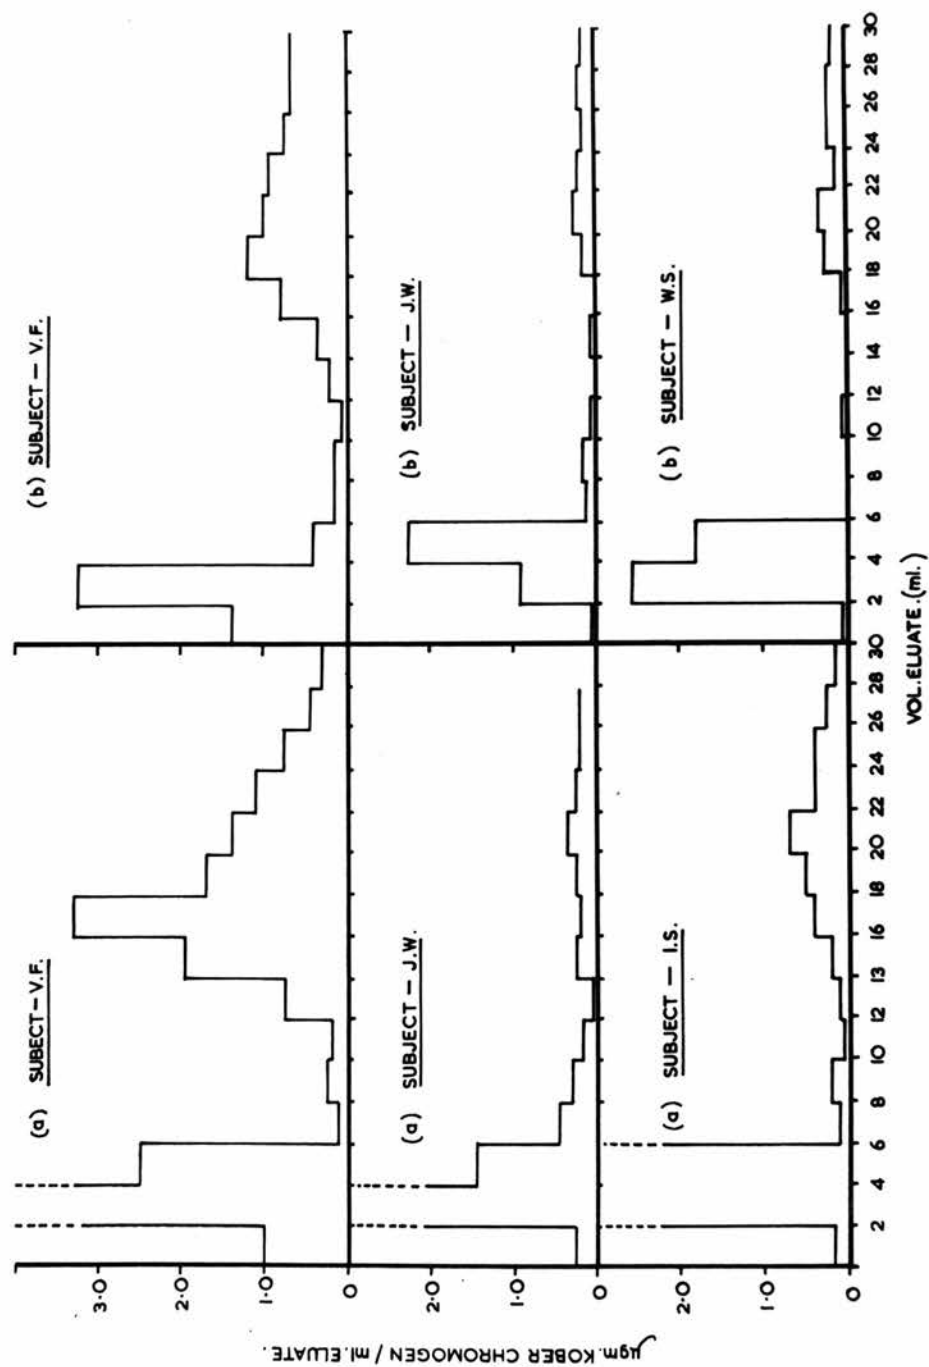 µgm. KOBER CHROMOGEN / ml. ELUATE.
(a) SUBECT — V.F.
(b) SUBJECT — V.F.
3·0
2·0
1·0
0
(a) SUBJECT — J.W.
(b) SUBJECT — J.W.
2·0
1·0
0
(a) SUBJECT — I.S.
(b) SUBJECT — W.S.
2·0
1·0
0
2 4 6 8 10 12 13 16 18 20 22 24 26 28 30 2 4 6 8 10 12 14 16 18 20 22 24 26 28 30
VOL. ELUATE. (ml.)